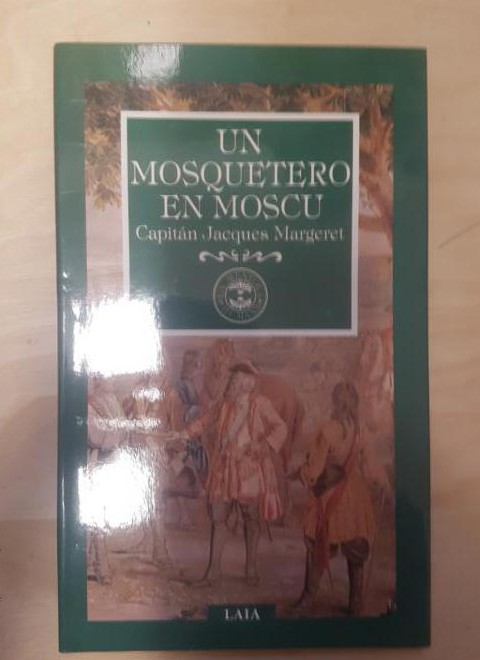 UN
MOSQUETERO
EN MOSCU
Capitán Jacques Margeret
LAIA